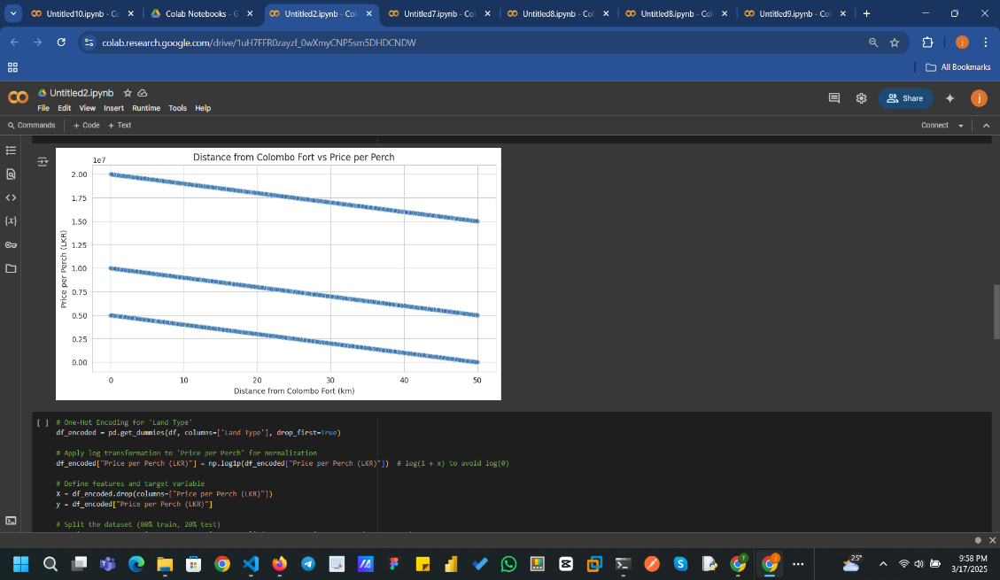 Untitled10.ipynb - Co
Colab Notebooks - G
Untitled2.ipynb - Col
Untitled7.ipynb - Col
Untitled8.ipynb - Col
Untitled8.ipynb - Col
Untitled9.ipynb - Col
colab.research.google.com/drive/1uH7FFR0zayzf_0wXmyCNP5sm5DHDCNDW
j
All Bookmarks
Untitled2.ipynb
File Edit View Insert Runtime Tools Help
Share
j
Commands + Code + Text
Connect
Distance from Colombo Fort vs Price per Perch
1e7
2.00
1.75
1.50
1.25
1.00
0.75
0.50
0.25
0.00
Price per Perch (LKR)
0 10 20 30 40 50
Distance from Colombo Fort (km)
[ ] # One-Hot Encoding for 'Land Type'
df_encoded = pd.get_dummies(df, columns=['Land Type'], drop_first=True)
# Apply log transformation to 'Price per Perch' for normalization
df_encoded["Price per Perch (LKR)"] = np.log1p(df_encoded["Price per Perch (LKR)"]) # log(1 + x) to avoid log(0)
# Define features and target variable
X = df_encoded.drop(columns=["Price per Perch (LKR)"])
y = df_encoded["Price per Perch (LKR)"]
# Split the dataset (80% train, 20% test)
25°
9:58 PM
3/17/2025